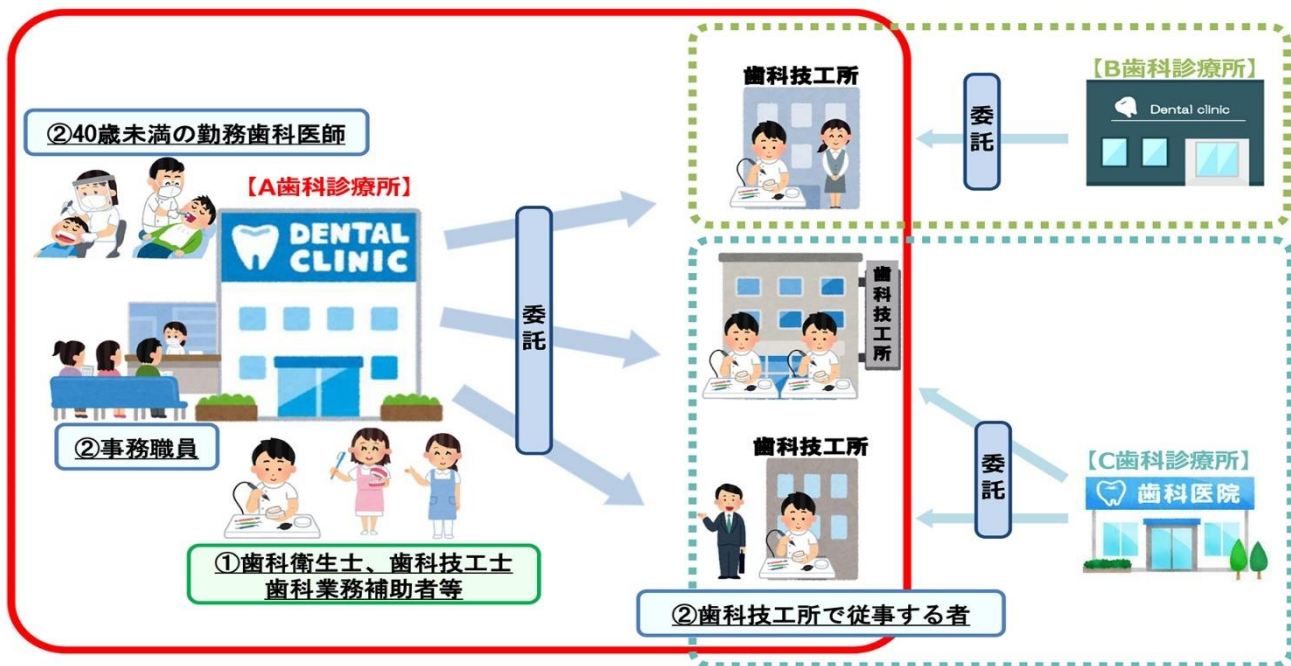 ②40歳未満の勤務歯科医師
【A歯科診療所】
DENTAL
CLINIC
②事務職員
①歯科衛生士、歯科技工士
歯科業務補助者等
委託
歯科技工所
歯科技工所
歯科技工所
②歯科技工所で従事する者
委託
【B歯科診療所】
Dental clinic
委託
【C歯科診療所】
歯科医院